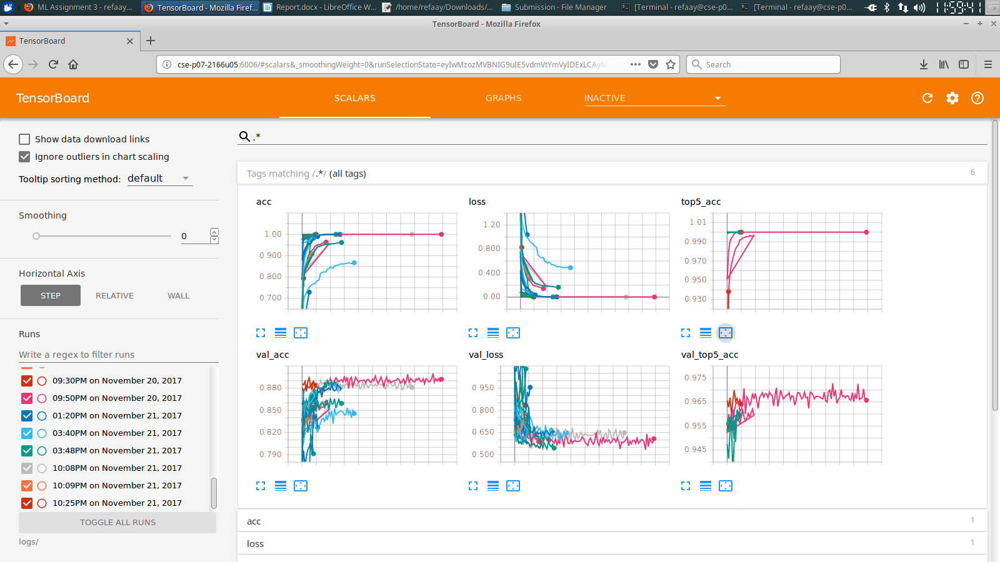 ML Assignment 3 - refaay...
TensorBoard - Mozilla Firef...
Report.docx - LibreOffice W...
/home/refaay/Downloads/...
Submission - File Manager
[Terminal - refaay@cse-p0...
[Terminal - refaay@cse-p0...
11:59:41
TensorBoard - Mozilla Firefox
TensorBoard
cse-p07-2166u05:6006/#scalars&_smoothingWeight=0&runSelectionState=eyIwMzozMVBNIG9uIE5vdmVtYmVyIDExLCAyM
Search
TensorBoard
SCALARS
GRAPHS
INACTIVE
Show data download links
Ignore outliers in chart scaling
Tooltip sorting method: default
Smoothing
0
Horizontal Axis
STEP
RELATIVE
WALL
Runs
Write a regex to filter runs
09:30PM on November 20, 2017
09:50PM on November 20, 2017
01:20PM on November 21, 2017
03:40PM on November 21, 2017
03:48PM on November 21, 2017
10:08PM on November 21, 2017
10:09PM on November 21, 2017
10:25PM on November 21, 2017
TOGGLE ALL RUNS
logs/
.*
Tags matching /.*/ (all tags)
6
acc
1.00
0.900
0.800
0.700
loss
1.20
0.800
0.400
0.00
top5_acc
1.01
0.990
0.970
0.950
0.930
val_acc
0.880
0.850
0.820
0.790
val_loss
0.950
0.800
0.650
0.500
val_top5_acc
0.975
0.965
0.955
0.945
acc
1
loss
1